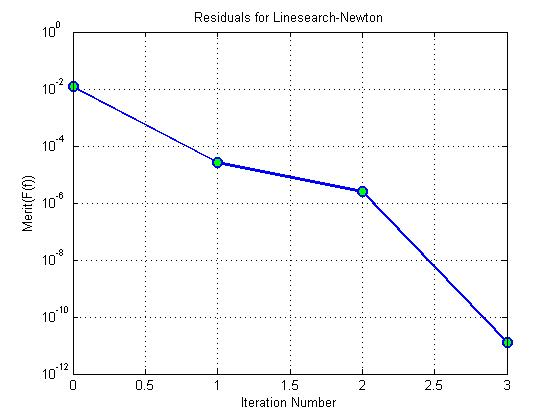 Residuals for Linesearch-Newton
10^0
10^-2
10^-4
10^-6
10^-8
10^-10
10^-12
Merit(F(f))
0 0.5 1 1.5 2 2.5 3
Iteration Number